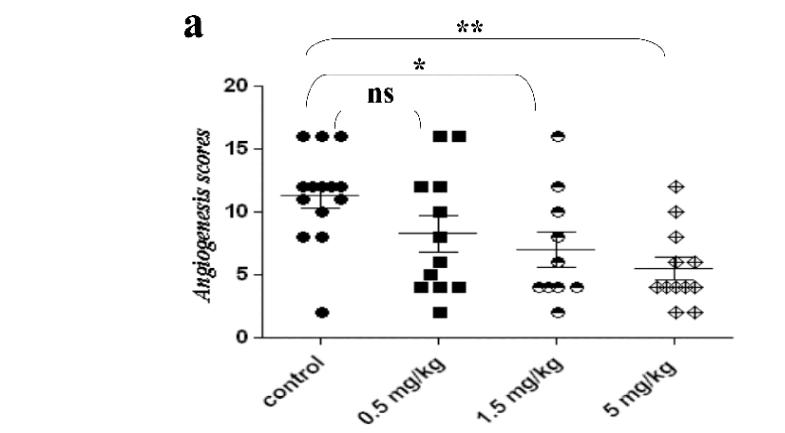 a
**
*
ns
Angiogenesis scores
20
15
10
5
0
control
0.5 mg/kg
1.5 mg/kg
5 mg/kg